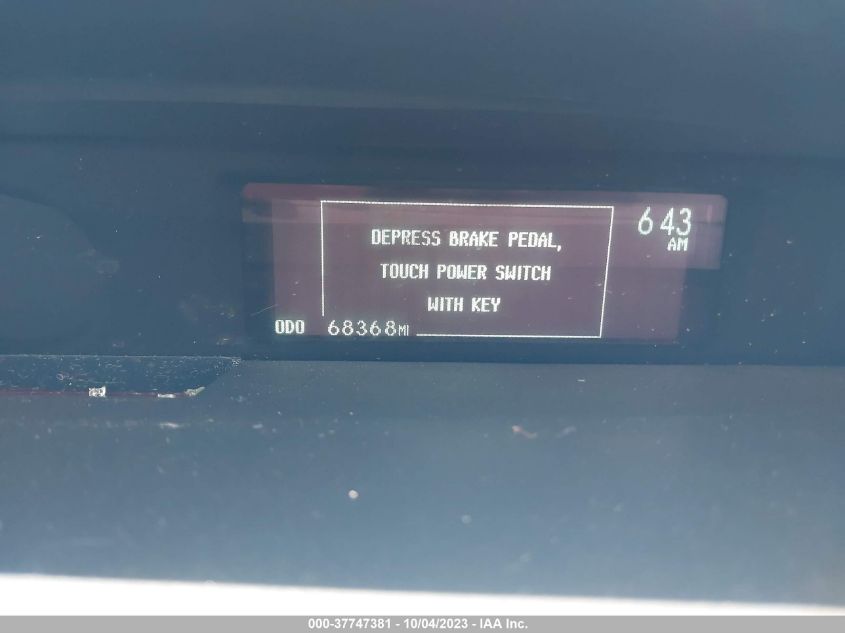 6 43
AM
DEPRESS BRAKE PEDAL,
TOUCH POWER SWITCH
WITH KEY
ODO 68368MI
000-37747381 - 10/04/2023 - IAA Inc.